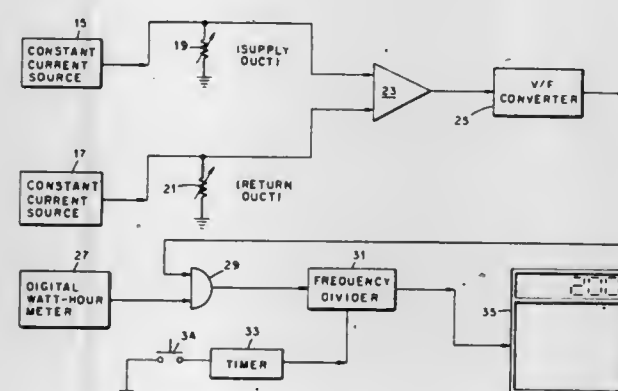 15
CONSTANT
CURRENT
SOURCE
19
(SUPPLY
DUCT)
23
V/F
CONVERTER
25
17
CONSTANT
CURRENT
SOURCE
21
(RETURN
DUCT)
27
DIGITAL
WATT-HOUR
METER
29
31
FREQUENCY
DIVIDER
34
33
TIMER
35